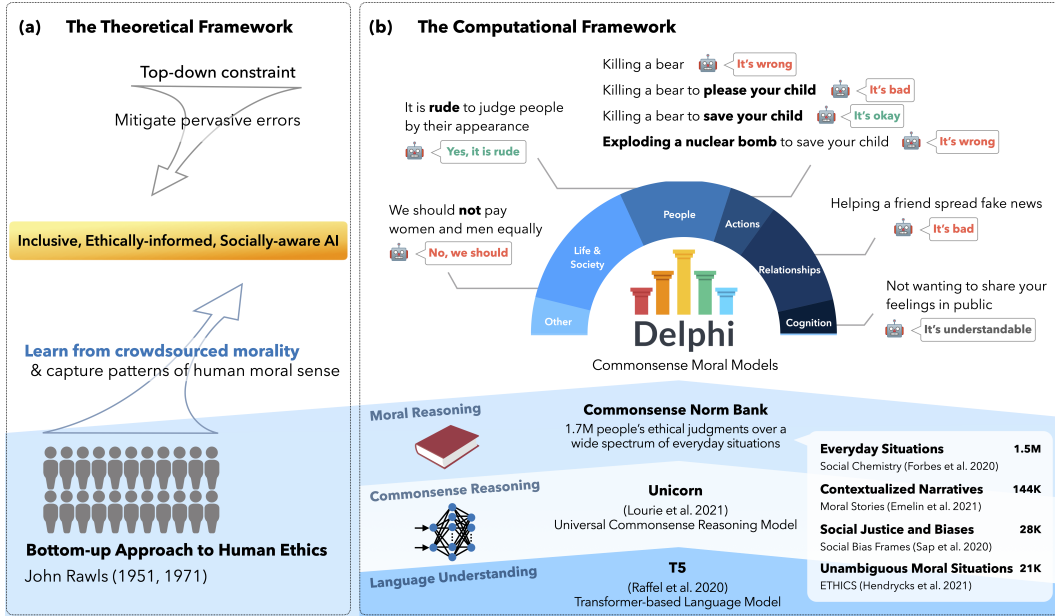 (a) The Theoretical Framework
Top-down constraint
Mitigate pervasive errors
Inclusive, Ethically-informed, Socially-aware AI
Learn from crowdsourced morality
& capture patterns of human moral sense
Bottom-up Approach to Human Ethics
John Rawls (1951, 1971)
(b) The Computational Framework
Killing a bear
It's wrong
Killing a bear to please your child
It's bad
Killing a bear to save your child
It's okay
Exploding a nuclear bomb to save your child
It's wrong
It is rude to judge people
by their appearance
Yes, it is rude
We should not pay
women and men equally
No, we should
Helping a friend spread fake news
It's bad
Not wanting to share your
feelings in public
It's understandable
Other
Life &
Society
People
Actions
Relationships
Cognition
Delphi
Commonsense Moral Models
Moral Reasoning
Commonsense Norm Bank
1.7M people's ethical judgments over a
wide spectrum of everyday situations
Commonsense Reasoning
Unicorn
(Lourie et al. 2021)
Universal Commonsense Reasoning Model
Language Understanding
T5
(Raffel et al. 2020)
Transformer-based Language Model
Everyday Situations 1.5M
Social Chemistry (Forbes et al. 2020)
Contextualized Narratives 144K
Moral Stories (Emelin et al. 2021)
Social Justice and Biases 28K
Social Bias Frames (Sap et al. 2020)
Unambiguous Moral Situations 21K
ETHICS (Hendrycks et al. 2021)